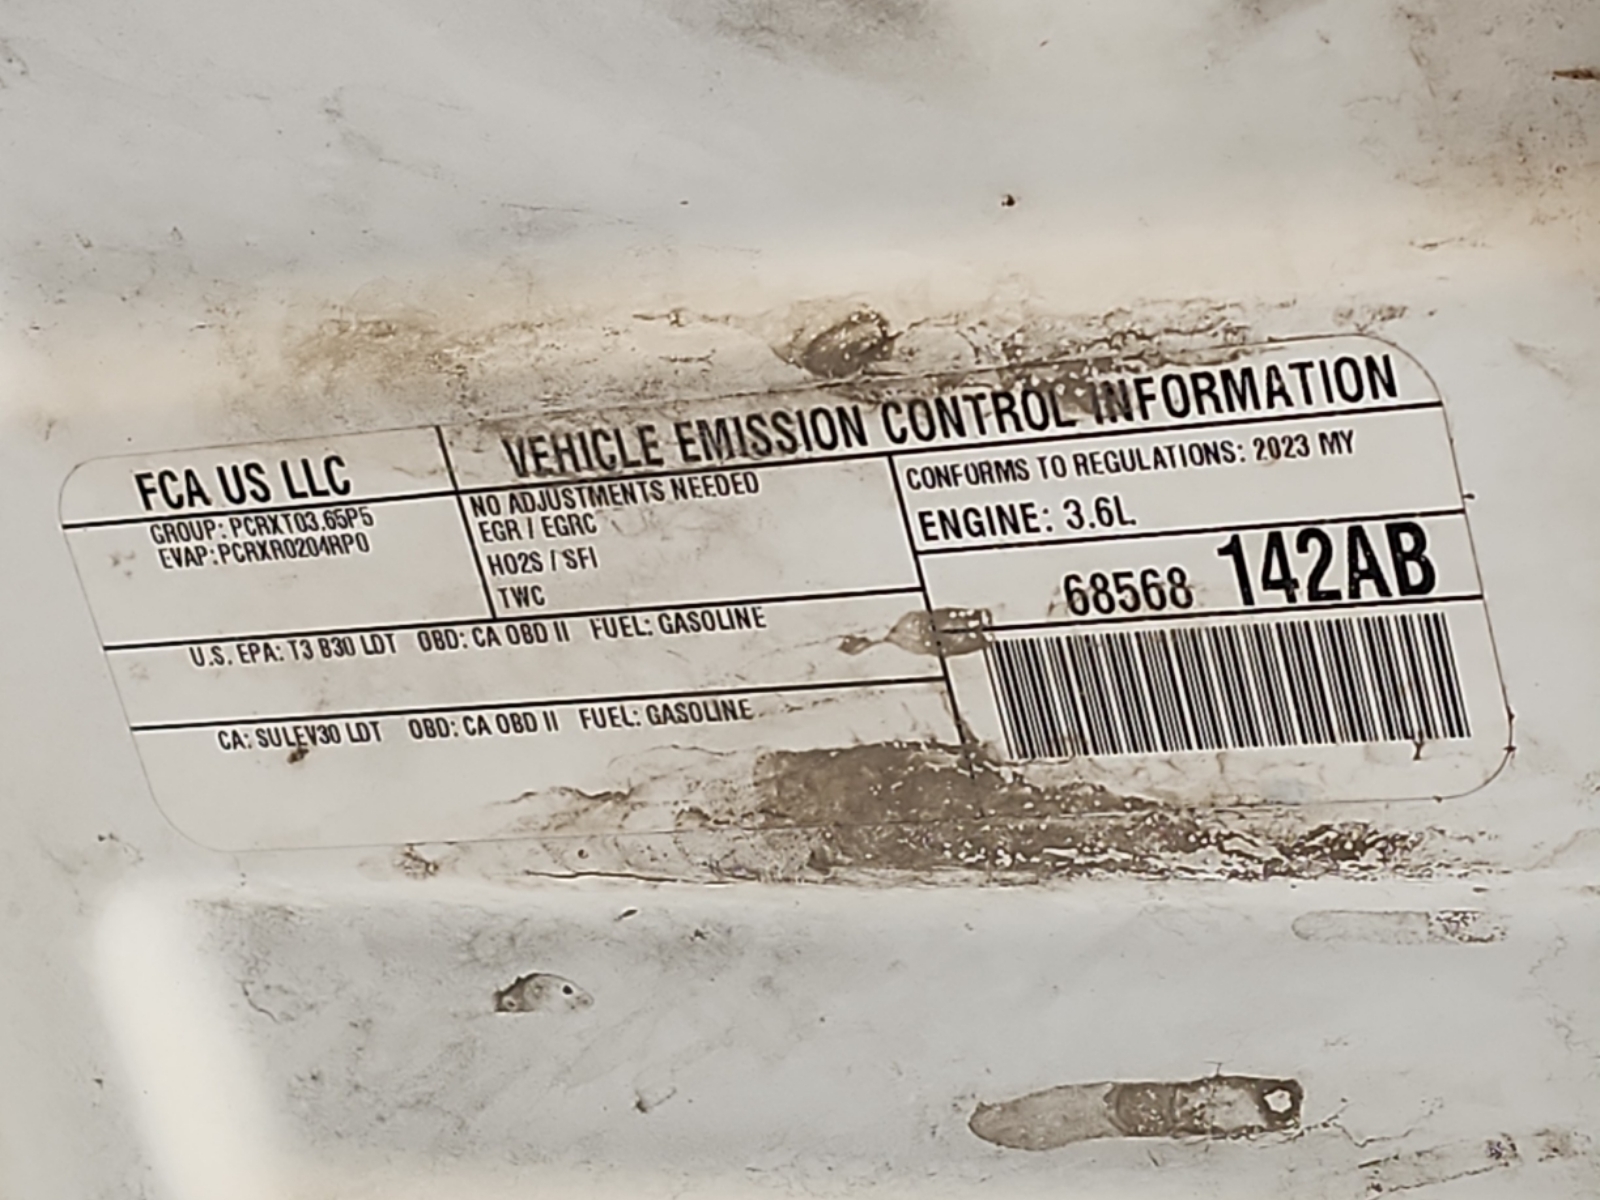 FCA US LLC
VEHICLE EMISSION CONTROL INFORMATION
GROUP: PCRXT03.65P5
EVAP: PCRXR0204RP0
NO ADJUSTMENTS NEEDED
EGR / EGRC
HO2S / SFI
TWC
CONFORMS TO REGULATIONS: 2023 MY
ENGINE: 3.6L
68568 142AB
U.S. EPA: T3 B30 LDT OBD: CA OBD II FUEL: GASOLINE
CA: SULEV30 LDT OBD: CA OBD II FUEL: GASOLINE